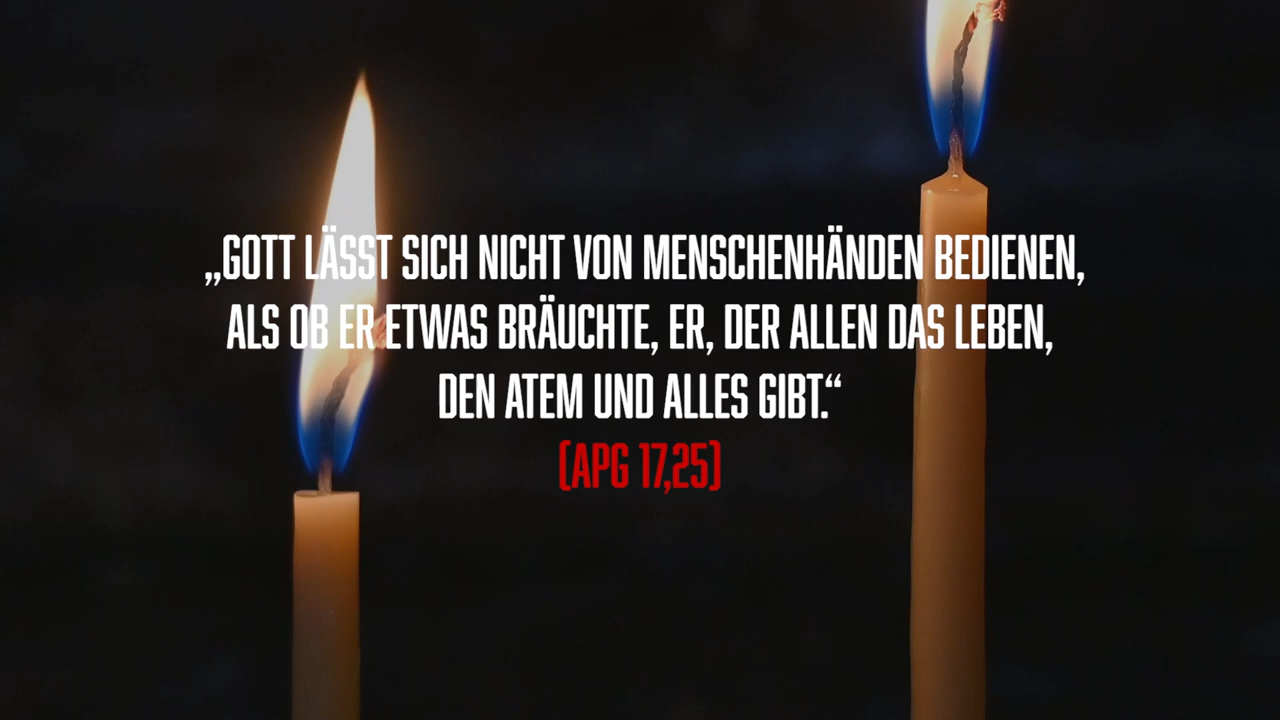 „GOTT LÄSST SICH NICHT VON MENSCHENHÄNDEN BEDIENEN,
ALS OB ER ETWAS BRÄUCHTE, ER, DER ALLEN DAS LEBEN,
DEN ATEM UND ALLES GIBT.“
(APG 17,25)